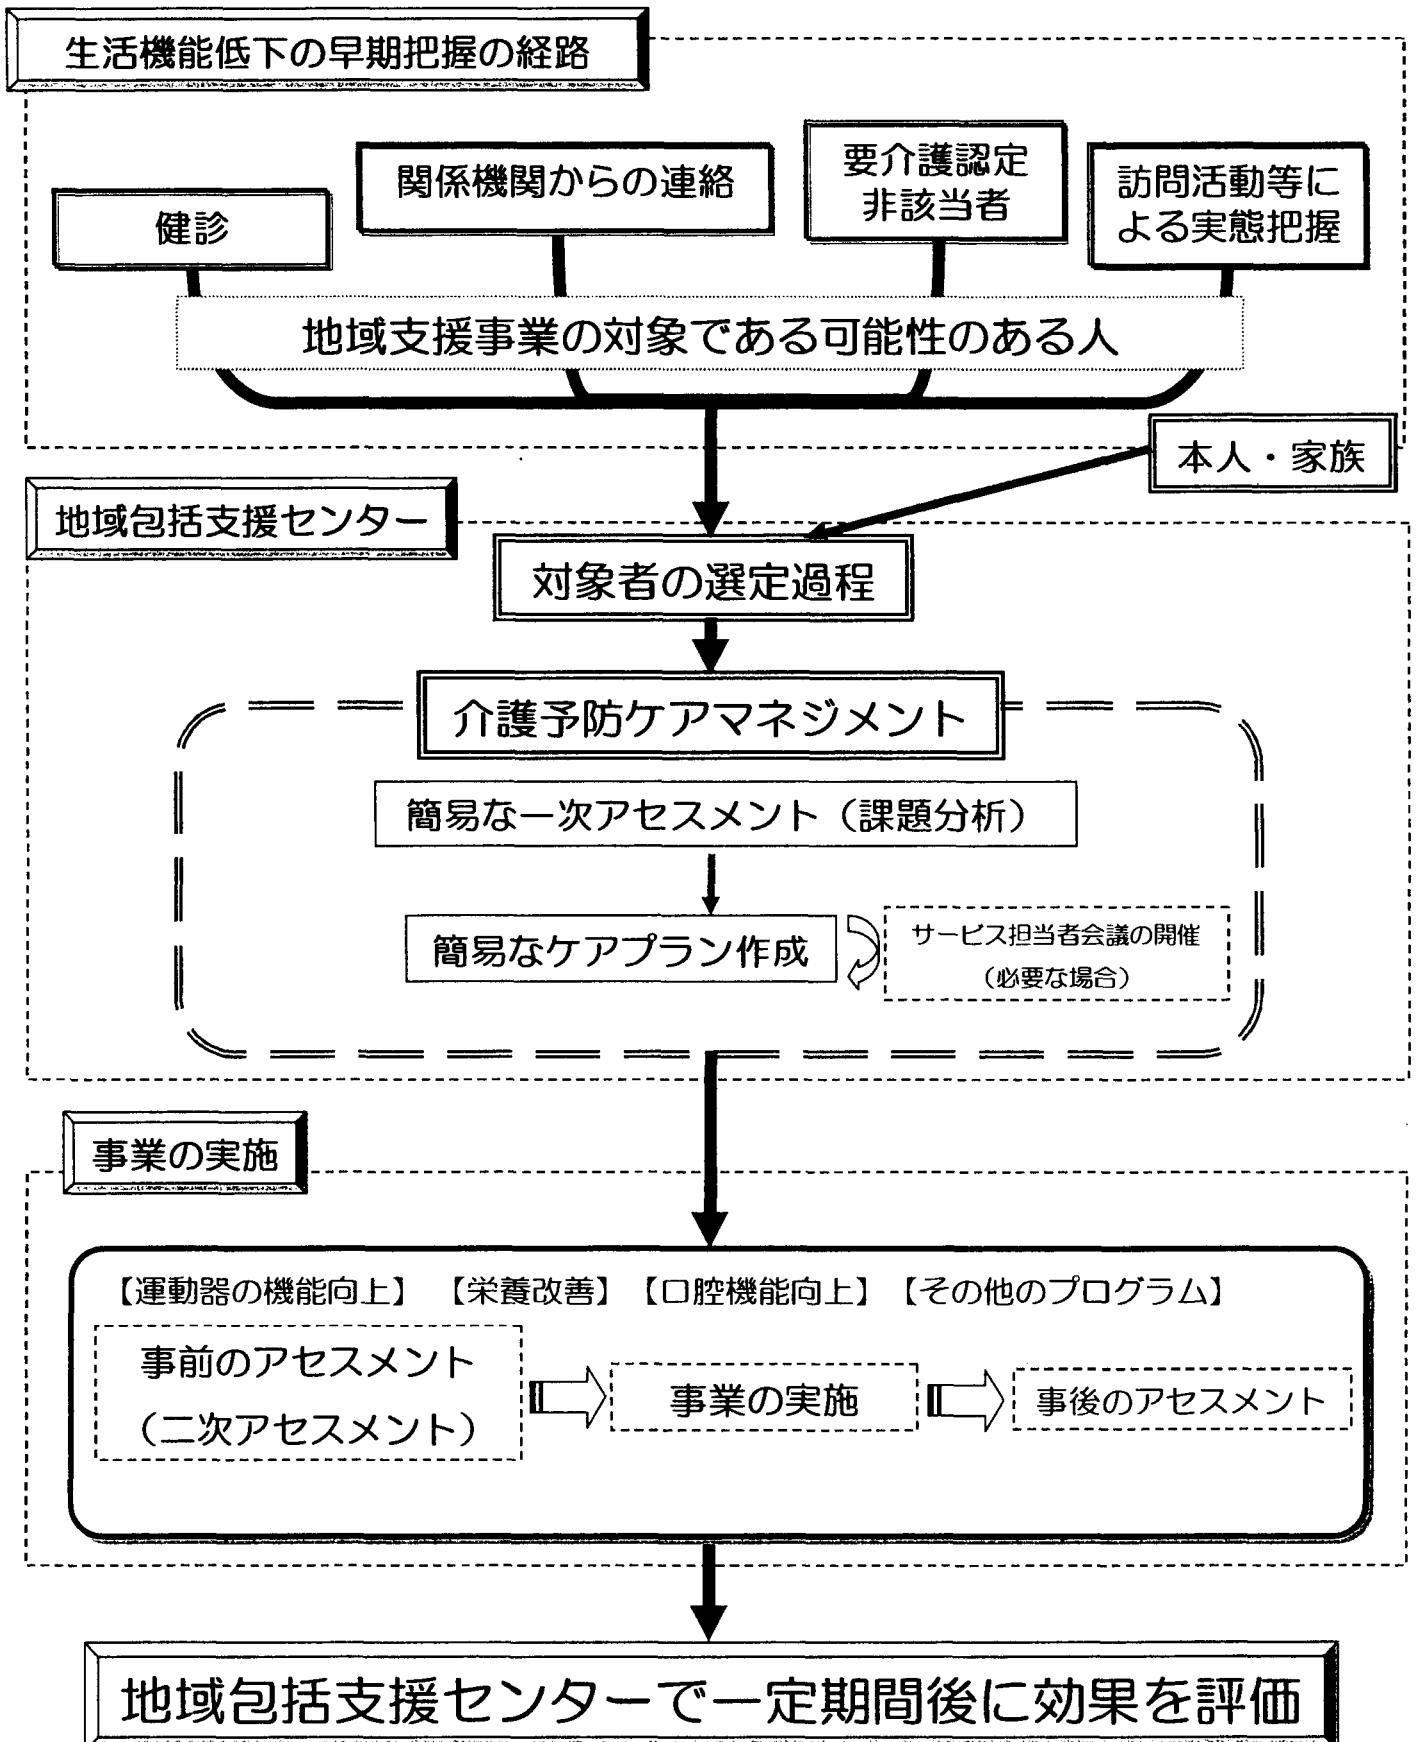 生活機能低下の早期把握の経路
健診
関係機関からの連絡
要介護認定
非該当者
訪問活動等に
よる実態把握
地域支援事業の対象である可能性のある人
本人・家族
地域包括支援センター
対象者の選定過程
介護予防ケアマネジメント
簡易な一次アセスメント（課題分析）
簡易なケアプラン作成
サービス担当者会議の開催
（必要な場合）
事業の実施
【運動器の機能向上】 【栄養改善】 【口腔機能向上】 【その他のプログラム】
事前のアセスメント
（二次アセスメント）
事業の実施
事後のアセスメント
地域包括支援センターで一定期間後に効果を評価